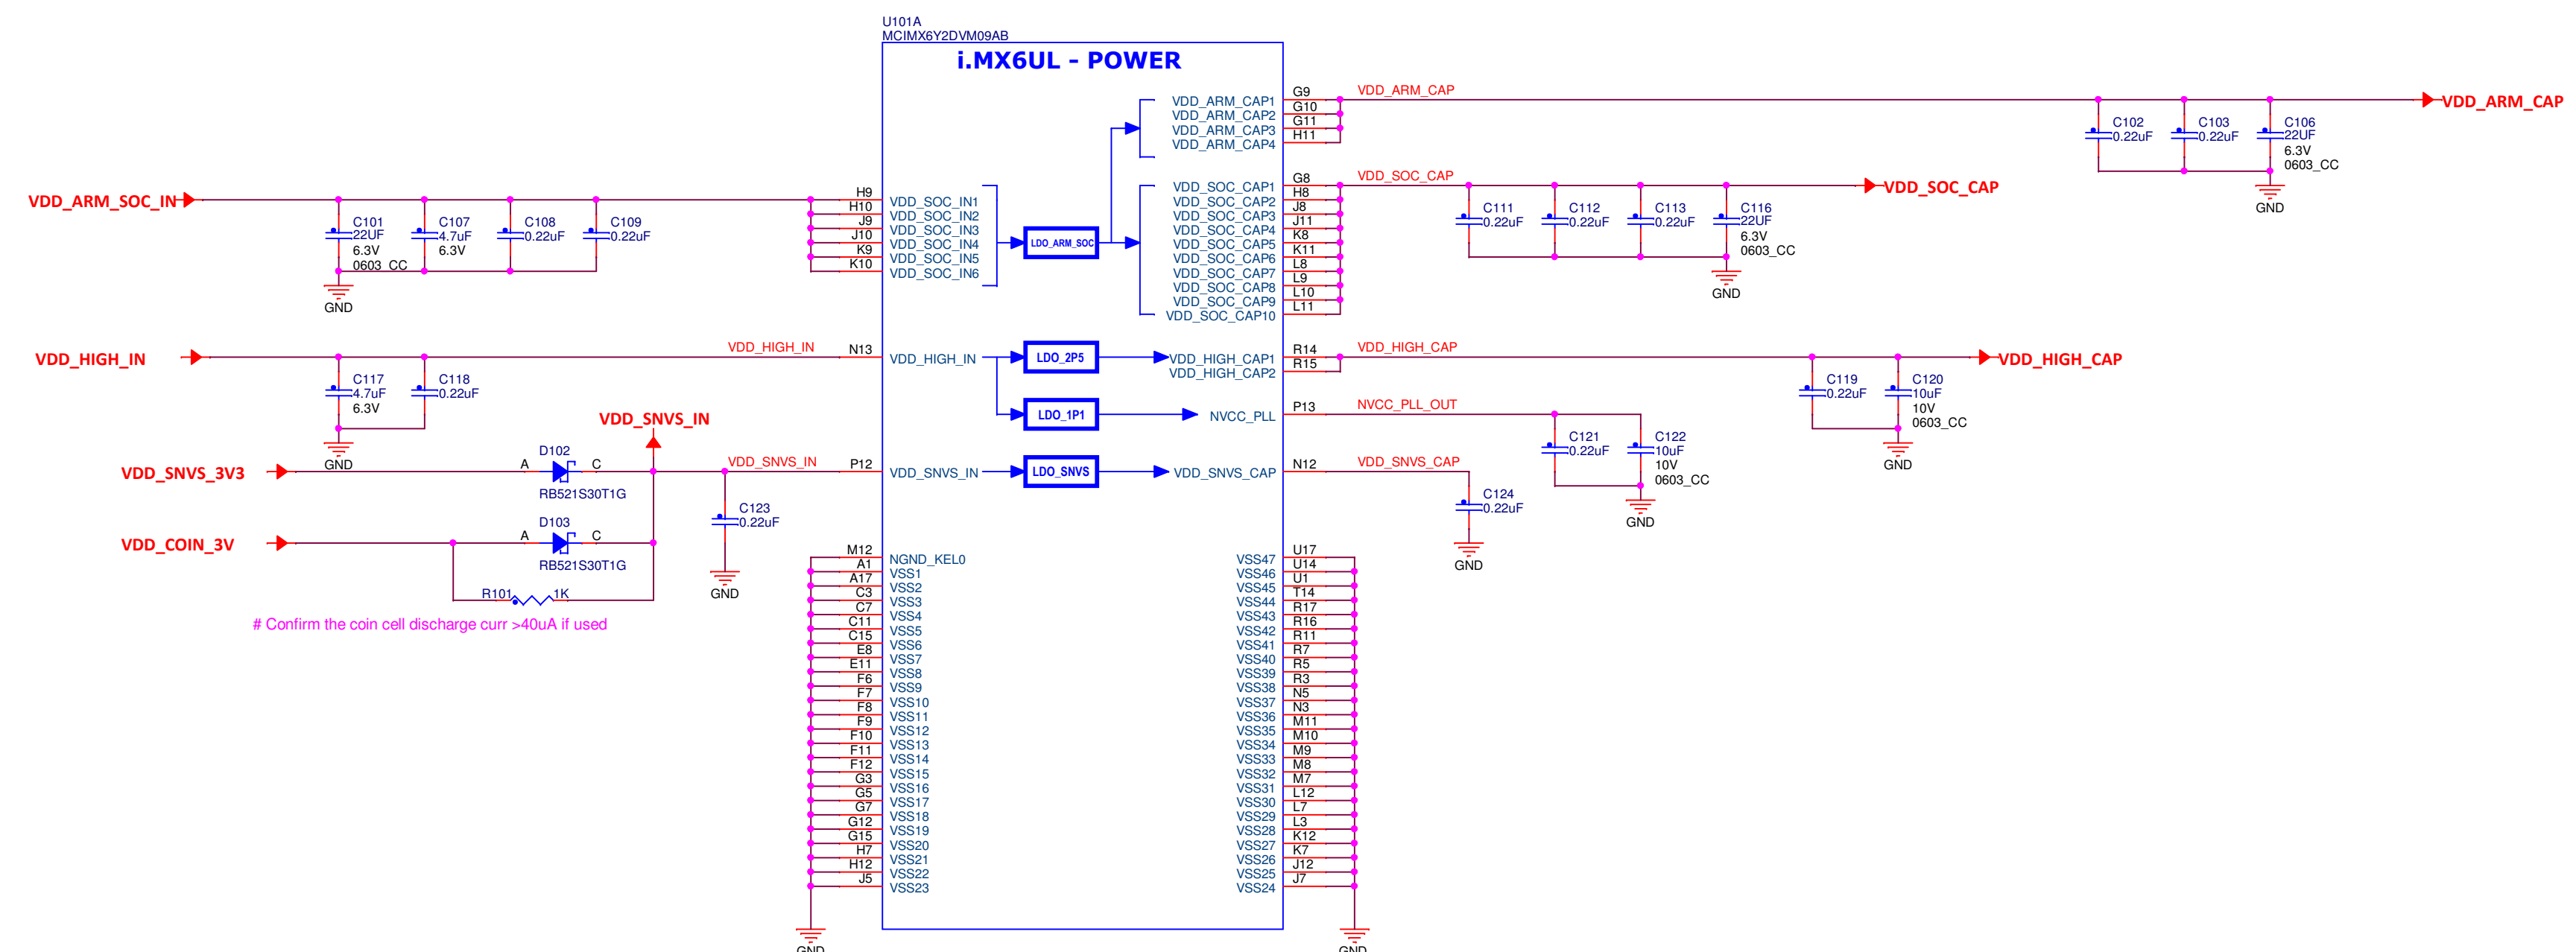 U101A
MCIMX6Y2DVM09AB
i.MX6UL - POWER
VDD_ARM_SOC_IN
C101
22UF
6.3V
0603_CC
C107
4.7uF
6.3V
C108
0.22uF
C109
0.22uF
GND
H9
H10
J9
J10
K9
K10
VDD_SOC_IN1
VDD_SOC_IN2
VDD_SOC_IN3
VDD_SOC_IN4
VDD_SOC_IN5
VDD_SOC_IN6
LDO_ARM_SOC
VDD_ARM_CAP1
VDD_ARM_CAP2
VDD_ARM_CAP3
VDD_ARM_CAP4
G9
G10
G11
H11
VDD_ARM_CAP
C102
0.22uF
C103
0.22uF
C106
22UF
6.3V
0603_CC
GND
VDD_ARM_CAP
VDD_SOC_CAP1
VDD_SOC_CAP2
VDD_SOC_CAP3
VDD_SOC_CAP4
VDD_SOC_CAP5
VDD_SOC_CAP6
VDD_SOC_CAP7
VDD_SOC_CAP8
VDD_SOC_CAP9
VDD_SOC_CAP10
G8
H8
J8
J11
K8
K11
L8
L9
L10
L11
VDD_SOC_CAP
C111
0.22uF
C112
0.22uF
C113
0.22uF
C116
22UF
6.3V
0603_CC
GND
VDD_SOC_CAP
VDD_HIGH_IN
C117
4.7uF
6.3V
C118
0.22uF
GND
VDD_HIGH_IN
N13
VDD_HIGH_IN
LDO_2P5
VDD_HIGH_CAP1
VDD_HIGH_CAP2
R14
R15
VDD_HIGH_CAP
C119
0.22uF
C120
10uF
10V
0603_CC
GND
VDD_HIGH_CAP
LDO_1P1
NVCC_PLL
P13
NVCC_PLL_OUT
C121
0.22uF
C122
10uF
10V
0603_CC
GND
VDD_SNVS_IN
VDD_SNVS_3V3
D102
A
C
RB521S30T1G
VDD_SNVS_IN
P12
VDD_SNVS_IN
LDO_SNVS
VDD_SNVS_CAP
N12
VDD_SNVS_CAP
C123
0.22uF
GND
C124
0.22uF
GND
VDD_COIN_3V
D103
A
C
RB521S30T1G
R101
1K
# Confirm the coin cell discharge curr >40uA if used
M12
A1
A17
C3
C7
C11
C15
E8
E11
F6
F7
F8
F9
F10
F11
F12
G3
G5
G7
G12
G15
H7
H12
J5
NGND_KEL0
VSS1
VSS2
VSS3
VSS4
VSS5
VSS6
VSS7
VSS8
VSS9
VSS10
VSS11
VSS12
VSS13
VSS14
VSS15
VSS16
VSS17
VSS18
VSS19
VSS20
VSS21
VSS22
VSS23
VSS47
VSS46
VSS45
VSS44
VSS43
VSS42
VSS41
VSS40
VSS39
VSS38
VSS37
VSS36
VSS35
VSS34
VSS33
VSS32
VSS31
VSS30
VSS29
VSS28
VSS27
VSS26
VSS25
VSS24
U17
U14
U1
T14
R17
R16
R11
R7
R5
R3
N5
N3
M11
M10
M9
M8
M7
L12
L7
L3
K12
K7
J12
J7
GND
GND